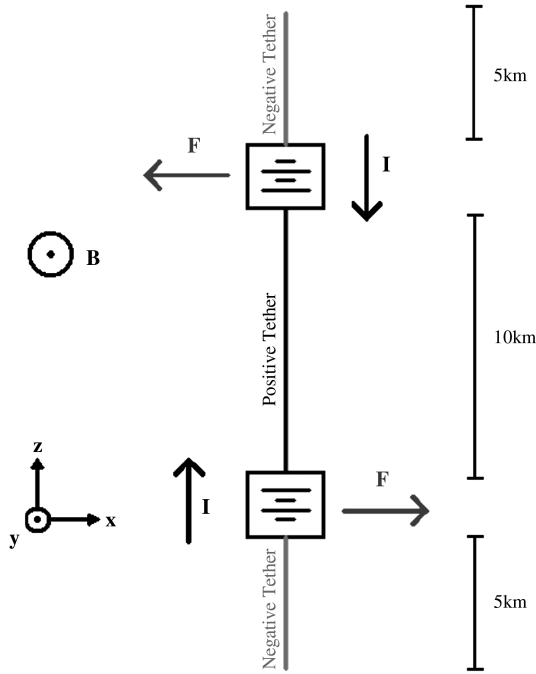 Negative Tether
5km
F
I
B
Positive Tether
10km
z
F
I
x
y
Negative Tether
5km